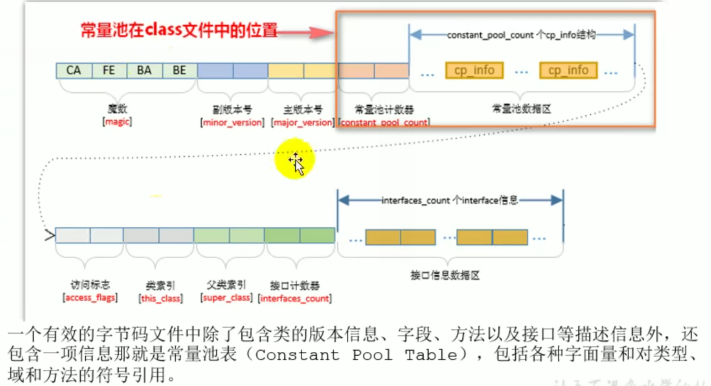 常量池在class文件中的位置
constant_pool_count 个cp_info结构
CA FE BA BE ... cp_info ... cp_info ...
魔数 副版本号 主版本号 常量池计数器 常量池数据区
[magic] [minor_version] [major_version] [constant_pool_count]
interfaces_count 个interface信息
... ... ...
访问标志 类索引 父类索引 接口计数器 接口信息数据区
[access_flags] [this_class] [super_class] [interfaces_count]
一个有效的字节码文件中除了包含类的版本信息、字段、方法以及接口等描述信息外，还
包含一项信息那就是常量池表（Constant Pool Table），包括各种字面量和对类型、
域和方法的符号引用。